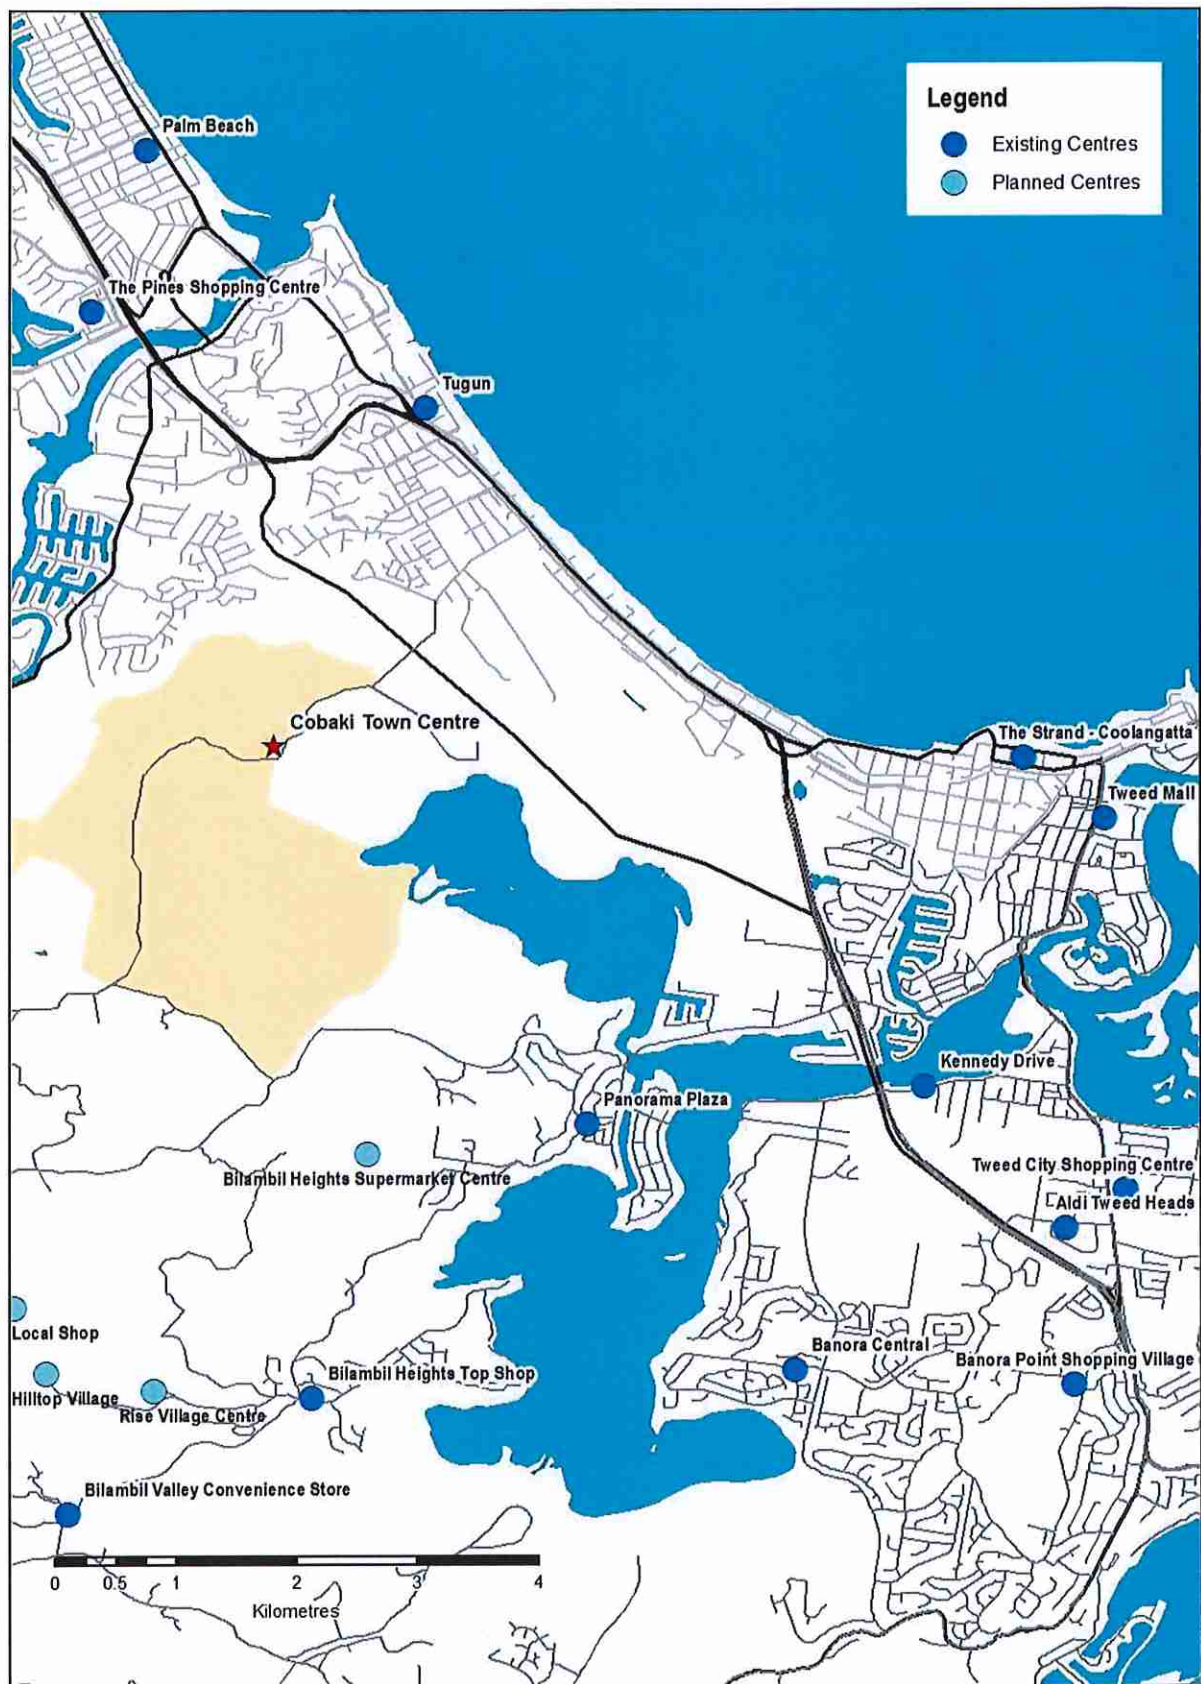 Legend
Existing Centres
Planned Centres
Palm Beach
The Pines Shopping Centre
Tugun
Cobaki Town Centre
The Strand - Coolangatta
Tweed Mall
Kennedy Drive
Panorama Plaza
Tweed City Shopping Centre
Bilambil Heights Supermarket Centre
Aldi Tweed Heads
Local Shop
Banora Central
Banora Point Shopping Village
Bilambil Heights Top Shop
Hilltop Village
Rise Village Centre
Bilambil Valley Convenience Store
0 0.5 1 2 3 4
Kilometres